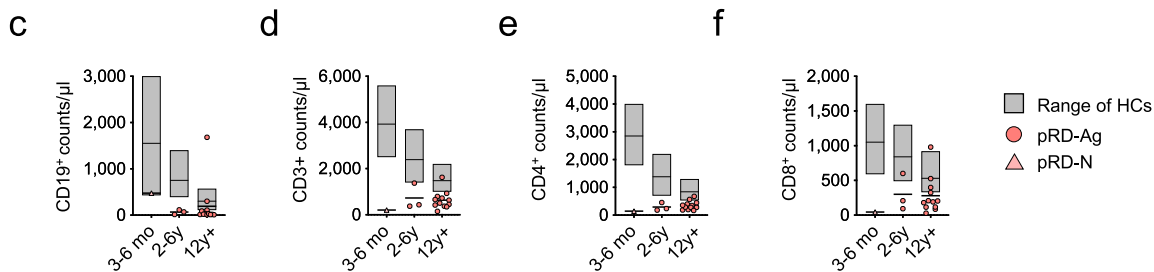 c
CD19⁺ counts/µl
3,000
2,000
1,000
0
3-6 mo
2-6y
12y+
d
CD3+ counts/µl
6,000
4,000
2,000
0
3-6 mo
2-6y
12y+
e
CD4⁺ counts/µl
5,000
4,000
3,000
2,000
1,000
0
3-6 mo
2-6y
12y+
f
CD8⁺ counts/µl
2,000
1,500
1,000
500
0
3-6 mo
2-6y
12y+
Range of HCs
pRD-Ag
pRD-N